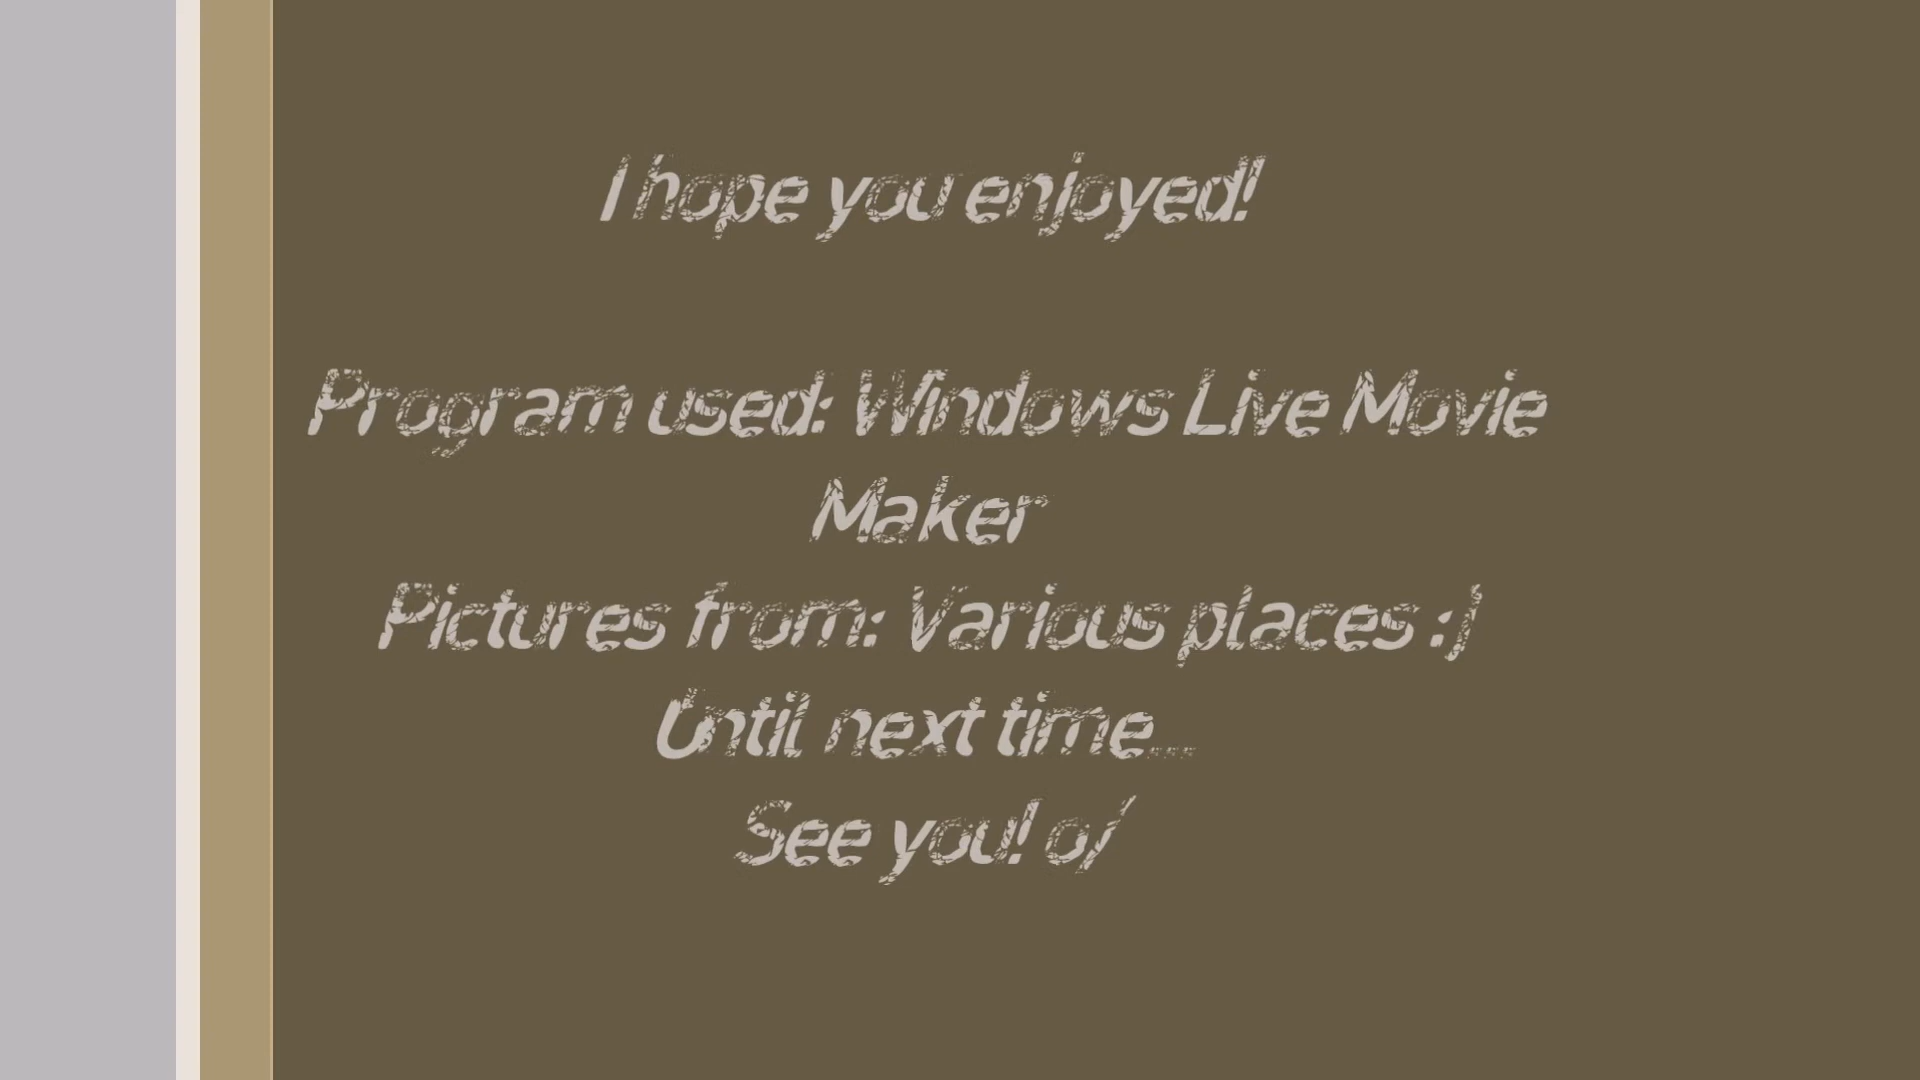 I hope you enjoyed!
Program used: Windows Live Movie
Maker
Pictures from: Various places :)
Until next time...
See you! o/